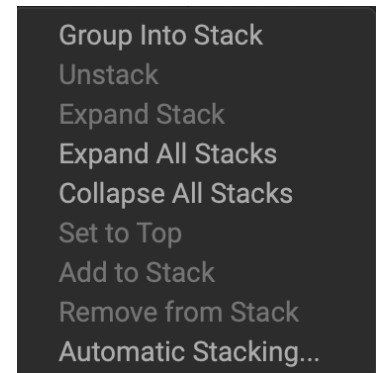 Group Into Stack
Unstack
Expand Stack
Expand All Stacks
Collapse All Stacks
Set to Top
Add to Stack
Remove from Stack
Automatic Stacking...